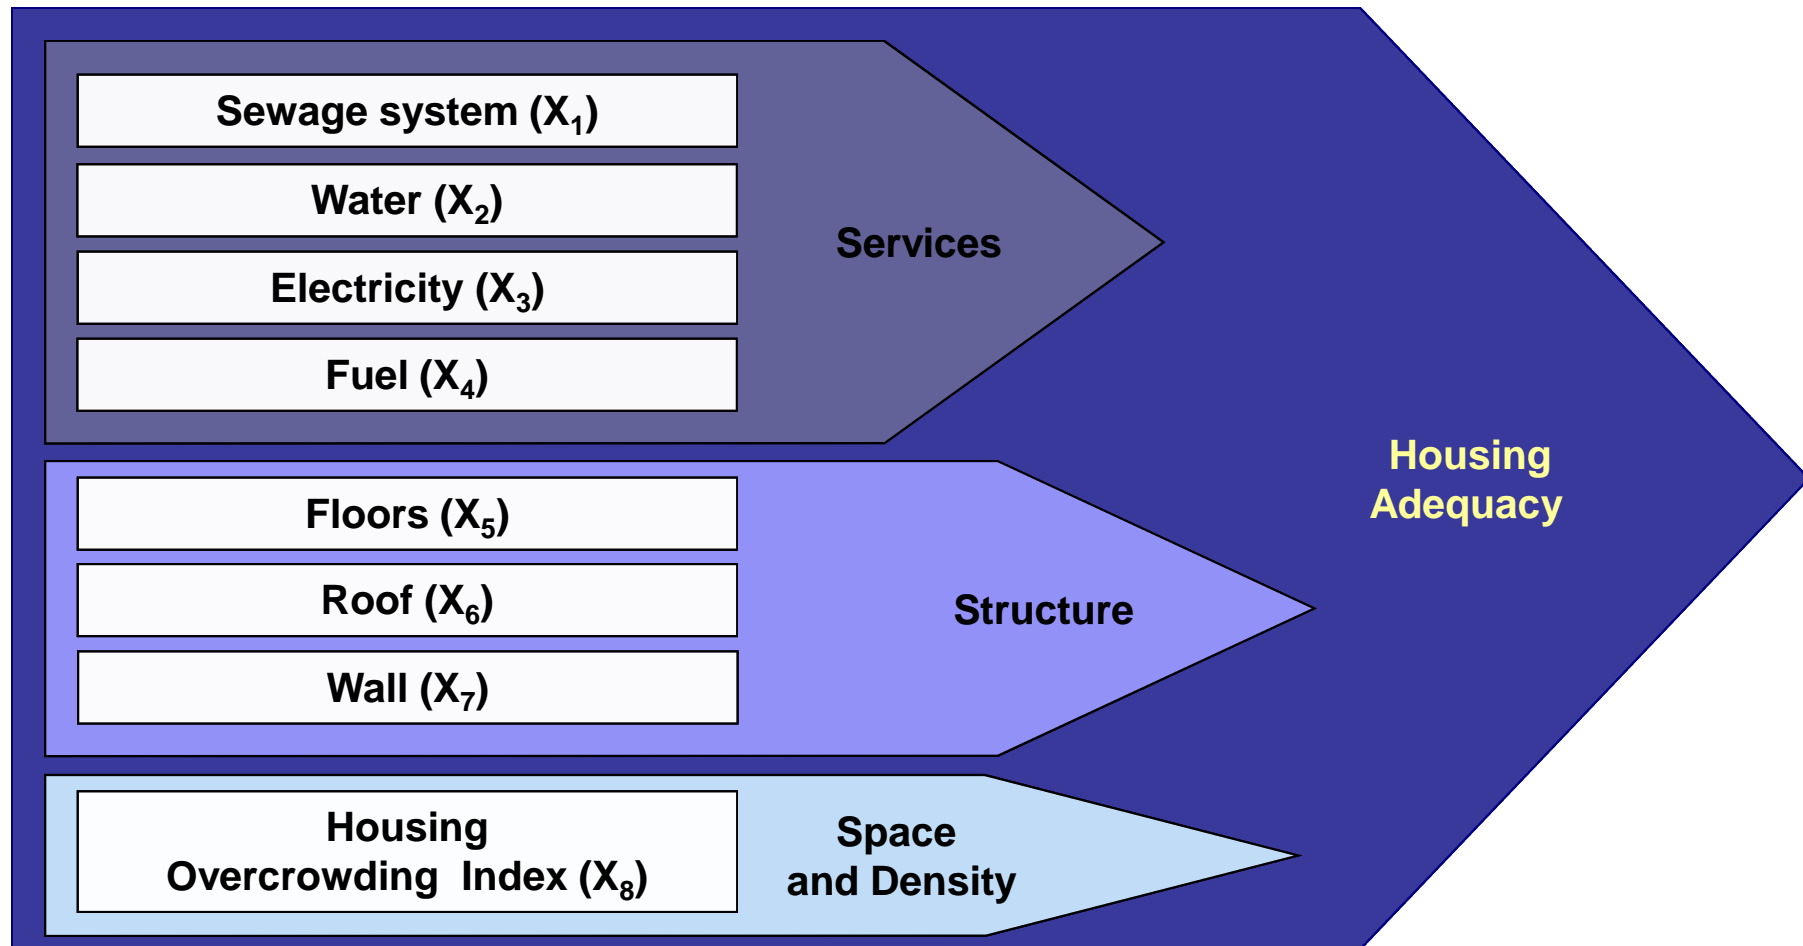 Sewage system (X₁)
Water (X₂)
Electricity (X₃)
Fuel (X₄)
Services
Floors (X₅)
Roof (X₆)
Wall (X₇)
Structure
Housing
Overcrowding Index (X₈)
Space
and Density
Housing
Adequacy